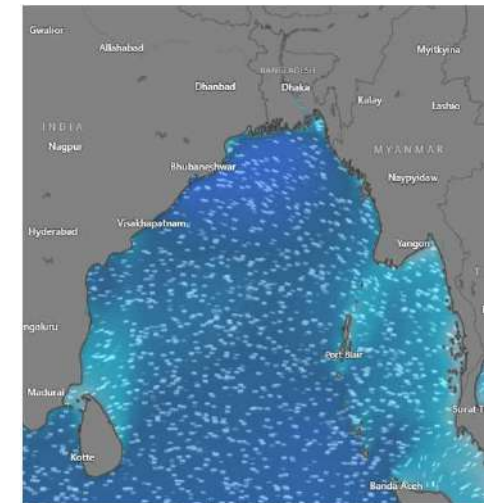 Gwalior
Allahabad
Myitkyina
BANGLADESH
Dhanbad
Dhaka
Kalay
Lashio
INDIA
Nagpur
MYANMAR
Bhubaneshwar
Naypyidaw
Visakhapatnam
Hyderabad
Yangon
T
ngaluru
Port Blair
Madurai
Surat T
Kotte
Banda Aceh